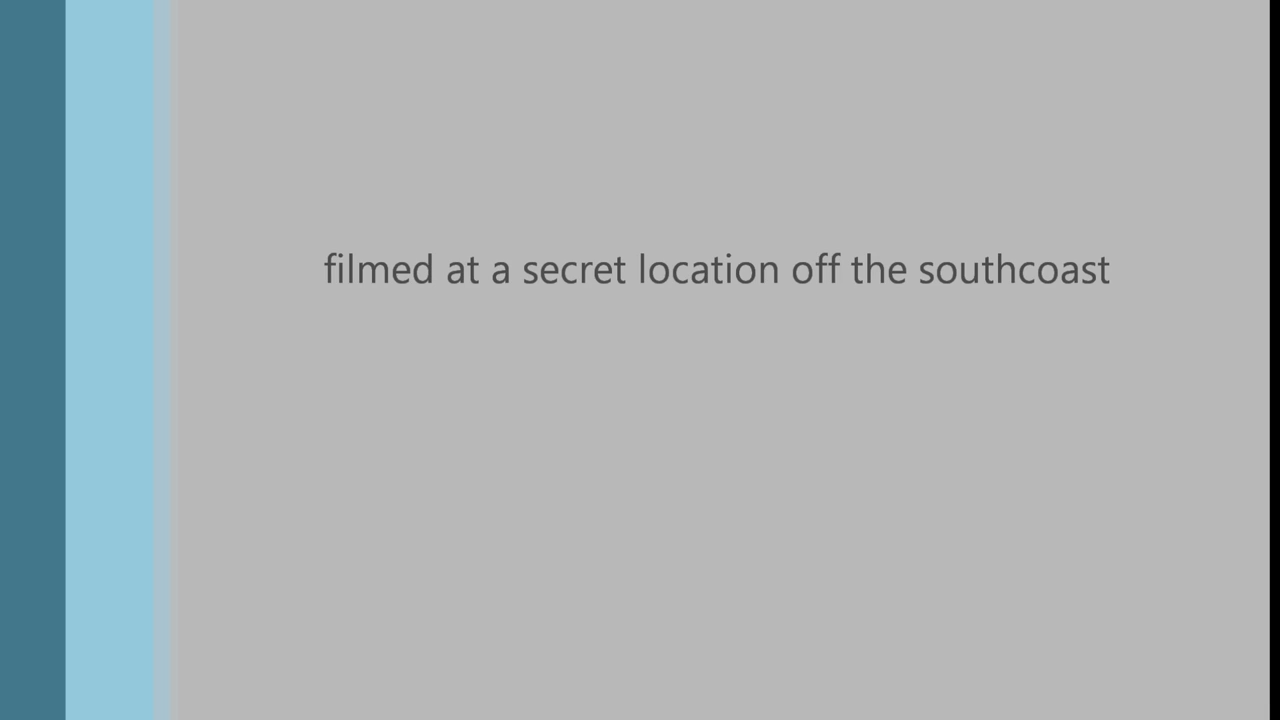 filmed at a secret location off the southcoast